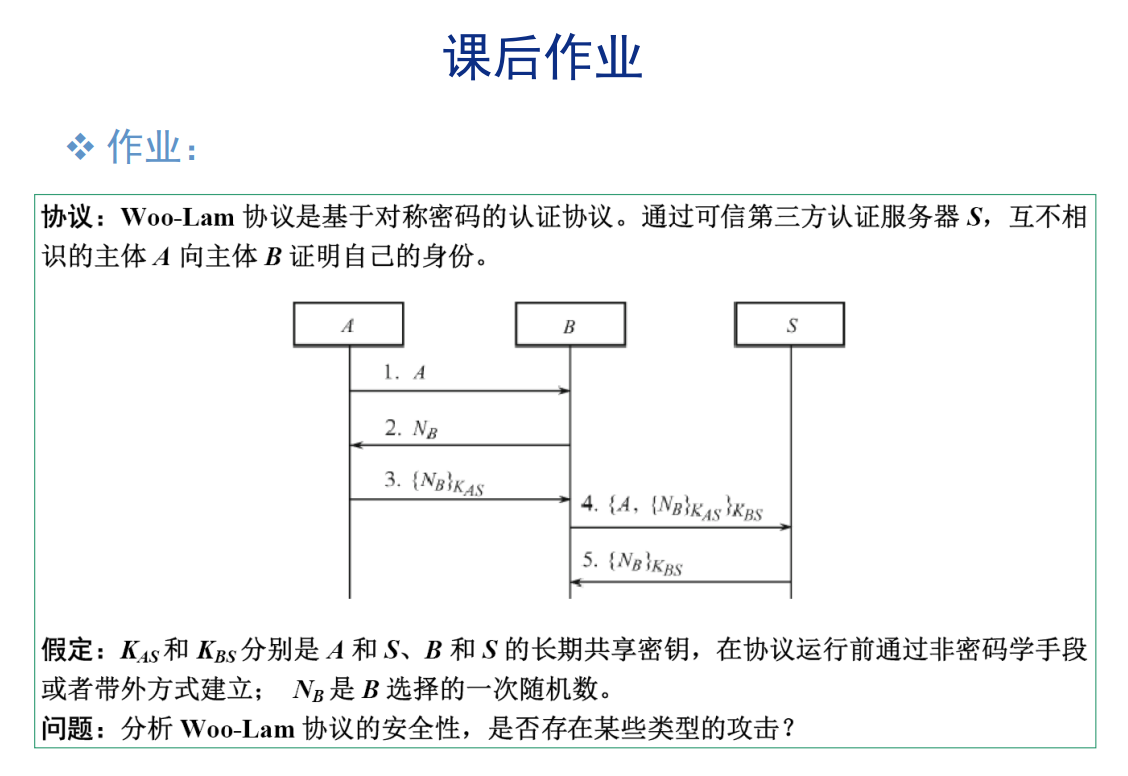 课后作业
作业：
协议：Woo-Lam 协议是基于对称密码的认证协议。通过可信第三方认证服务器 S，互不相
识的主体 A 向主体 B 证明自己的身份。
A
B
S
1. A
2. N_B
3. {N_B}_{K_{AS}}
4. {A, {N_B}_{K_{AS}}}_{K_{BS}}
5. {N_B}_{K_{BS}}
假定：K_{AS}和 K_{BS}分别是 A 和 S、B 和 S 的长期共享密钥，在协议运行前通过非密码学手段
或者带外方式建立； N_B 是 B 选择的一次随机数。
问题：分析 Woo-Lam 协议的安全性，是否存在某些类型的攻击？